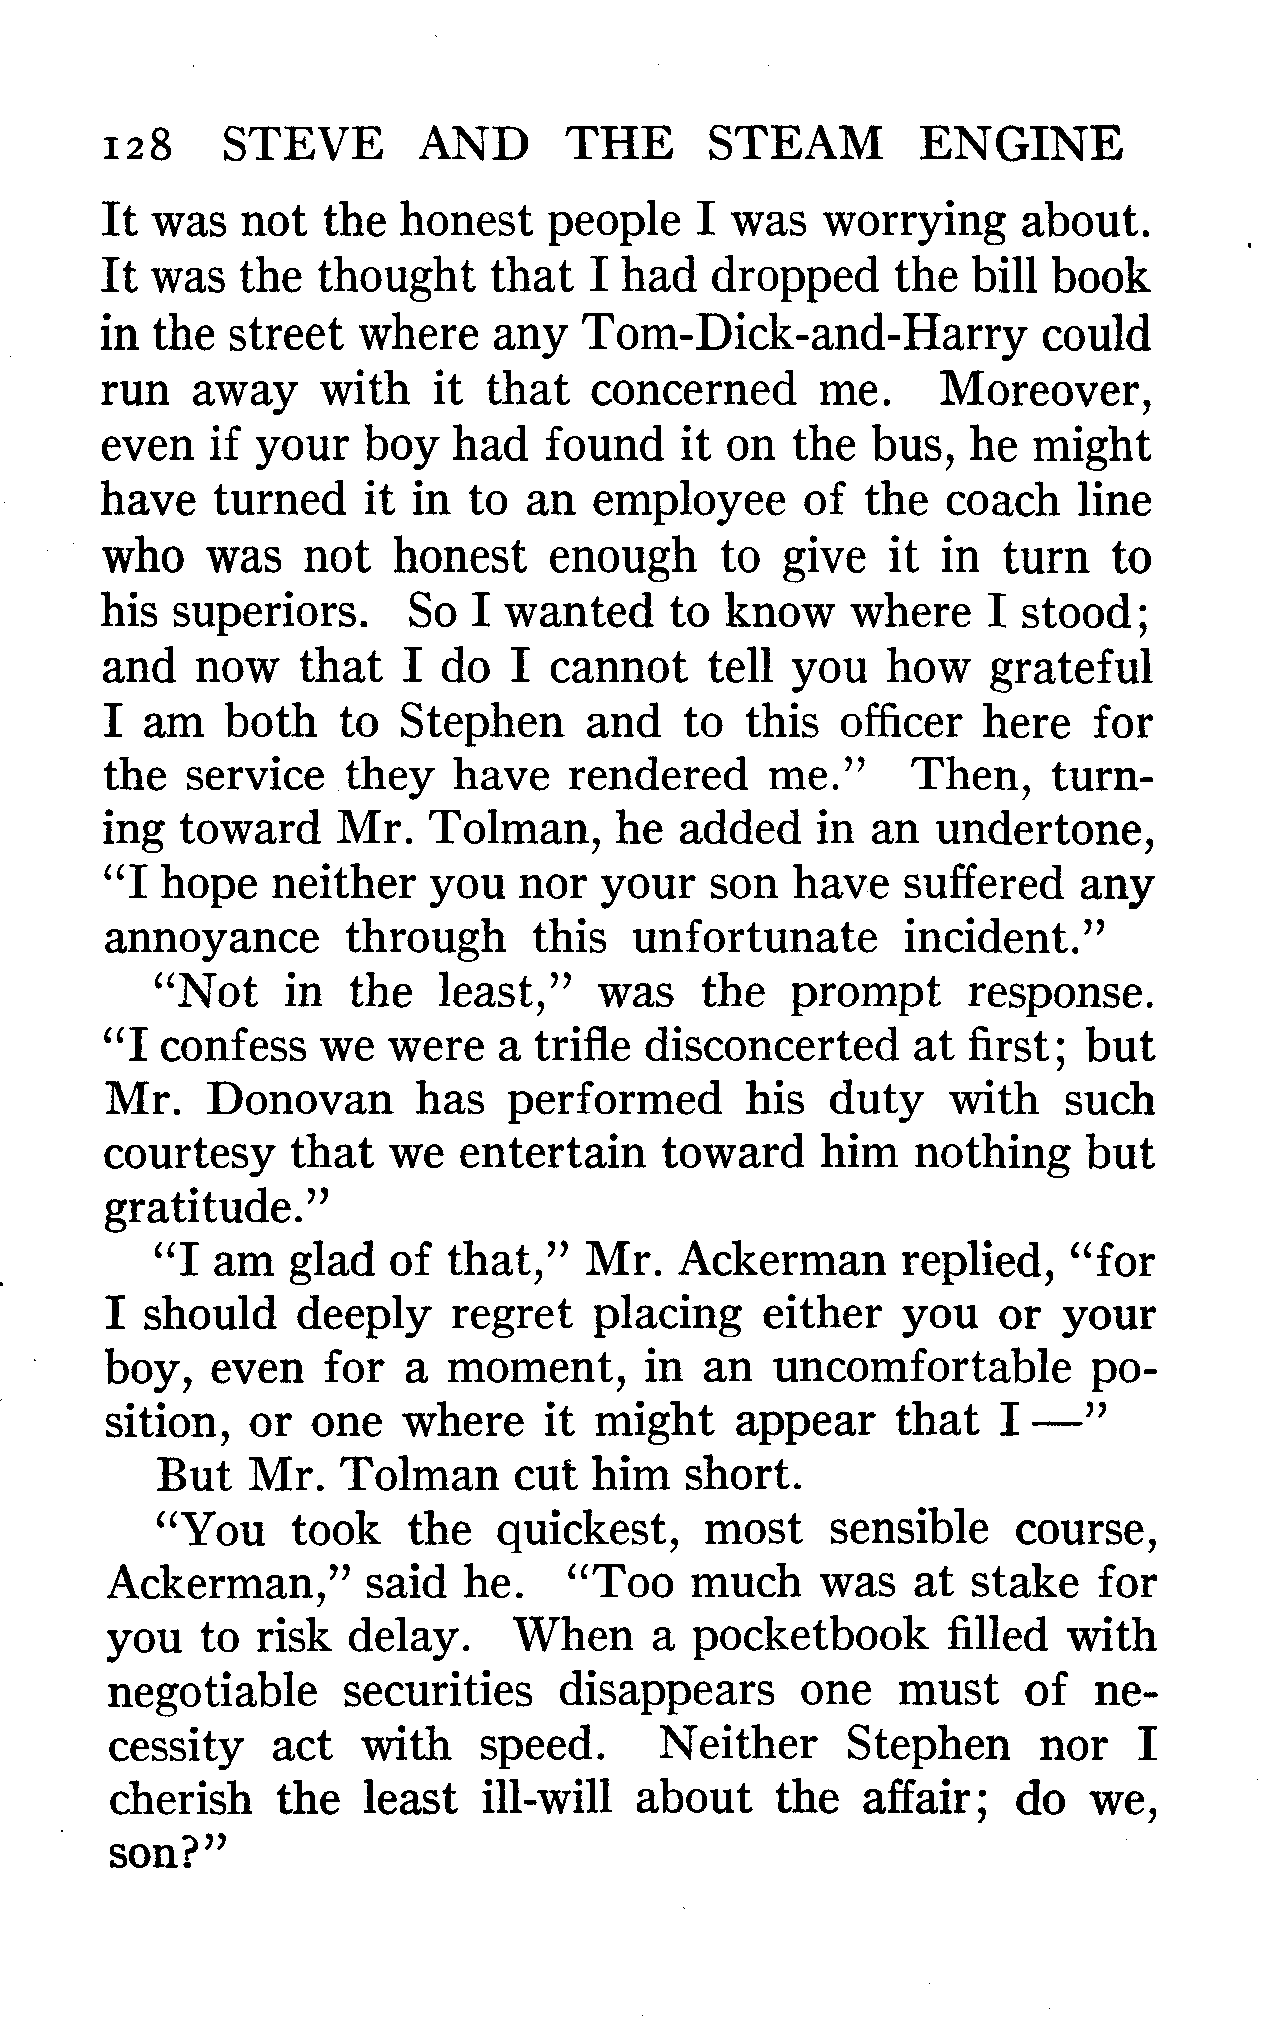 128 STEVE AND THE STEAM ENGINE
It was not the honest people I was worrying about.
It was the thought that I had dropped the bill book
in the street where any Tom-Dick-and-Harry could
run away with it that concerned me. Moreover,
even if your boy had found it on the bus, he might
have turned it in to an employee of the coach line
who was not honest enough to give it in turn to
his superiors. So I wanted to know where I stood;
and now that I do I cannot tell you how grateful
I am both to Stephen and to this officer here for
the service they have rendered me.” Then, turn-
ing toward Mr. Tolman, he added in an undertone,
“I hope neither you nor your son have suffered any
annoyance through this unfortunate incident.”
“Not in the least,” was the prompt response.
“I confess we were a trifle disconcerted at first; but
Mr. Donovan has performed his duty with such
courtesy that we entertain toward him nothing but
gratitude.”
“I am glad of that,” Mr. Ackerman replied, “for
I should deeply regret placing either you or your
boy, even for a moment, in an uncomfortable po-
sition, or one where it might appear that I —”
But Mr. Tolman cut him short.
“You took the quickest, most sensible course,
Ackerman,” said he. “Too much was at stake for
you to risk delay. When a pocketbook filled with
negotiable securities disappears one must of ne-
cessity act with speed. Neither Stephen nor I
cherish the least ill-will about the affair; do we,
son?”